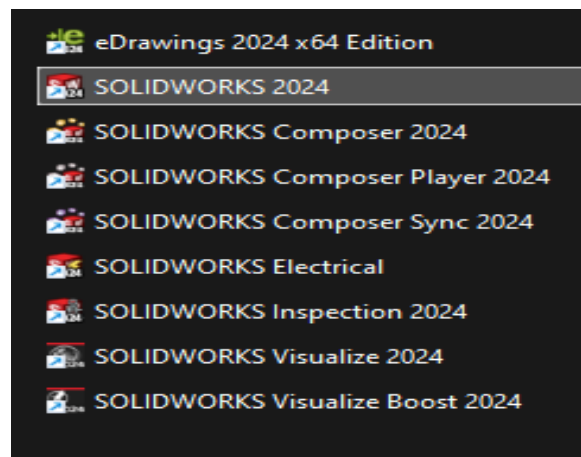 eDrawings 2024 x64 Edition
SOLIDWORKS 2024
SOLIDWORKS Composer 2024
SOLIDWORKS Composer Player 2024
SOLIDWORKS Composer Sync 2024
SOLIDWORKS Electrical
SOLIDWORKS Inspection 2024
SOLIDWORKS Visualize 2024
SOLIDWORKS Visualize Boost 2024